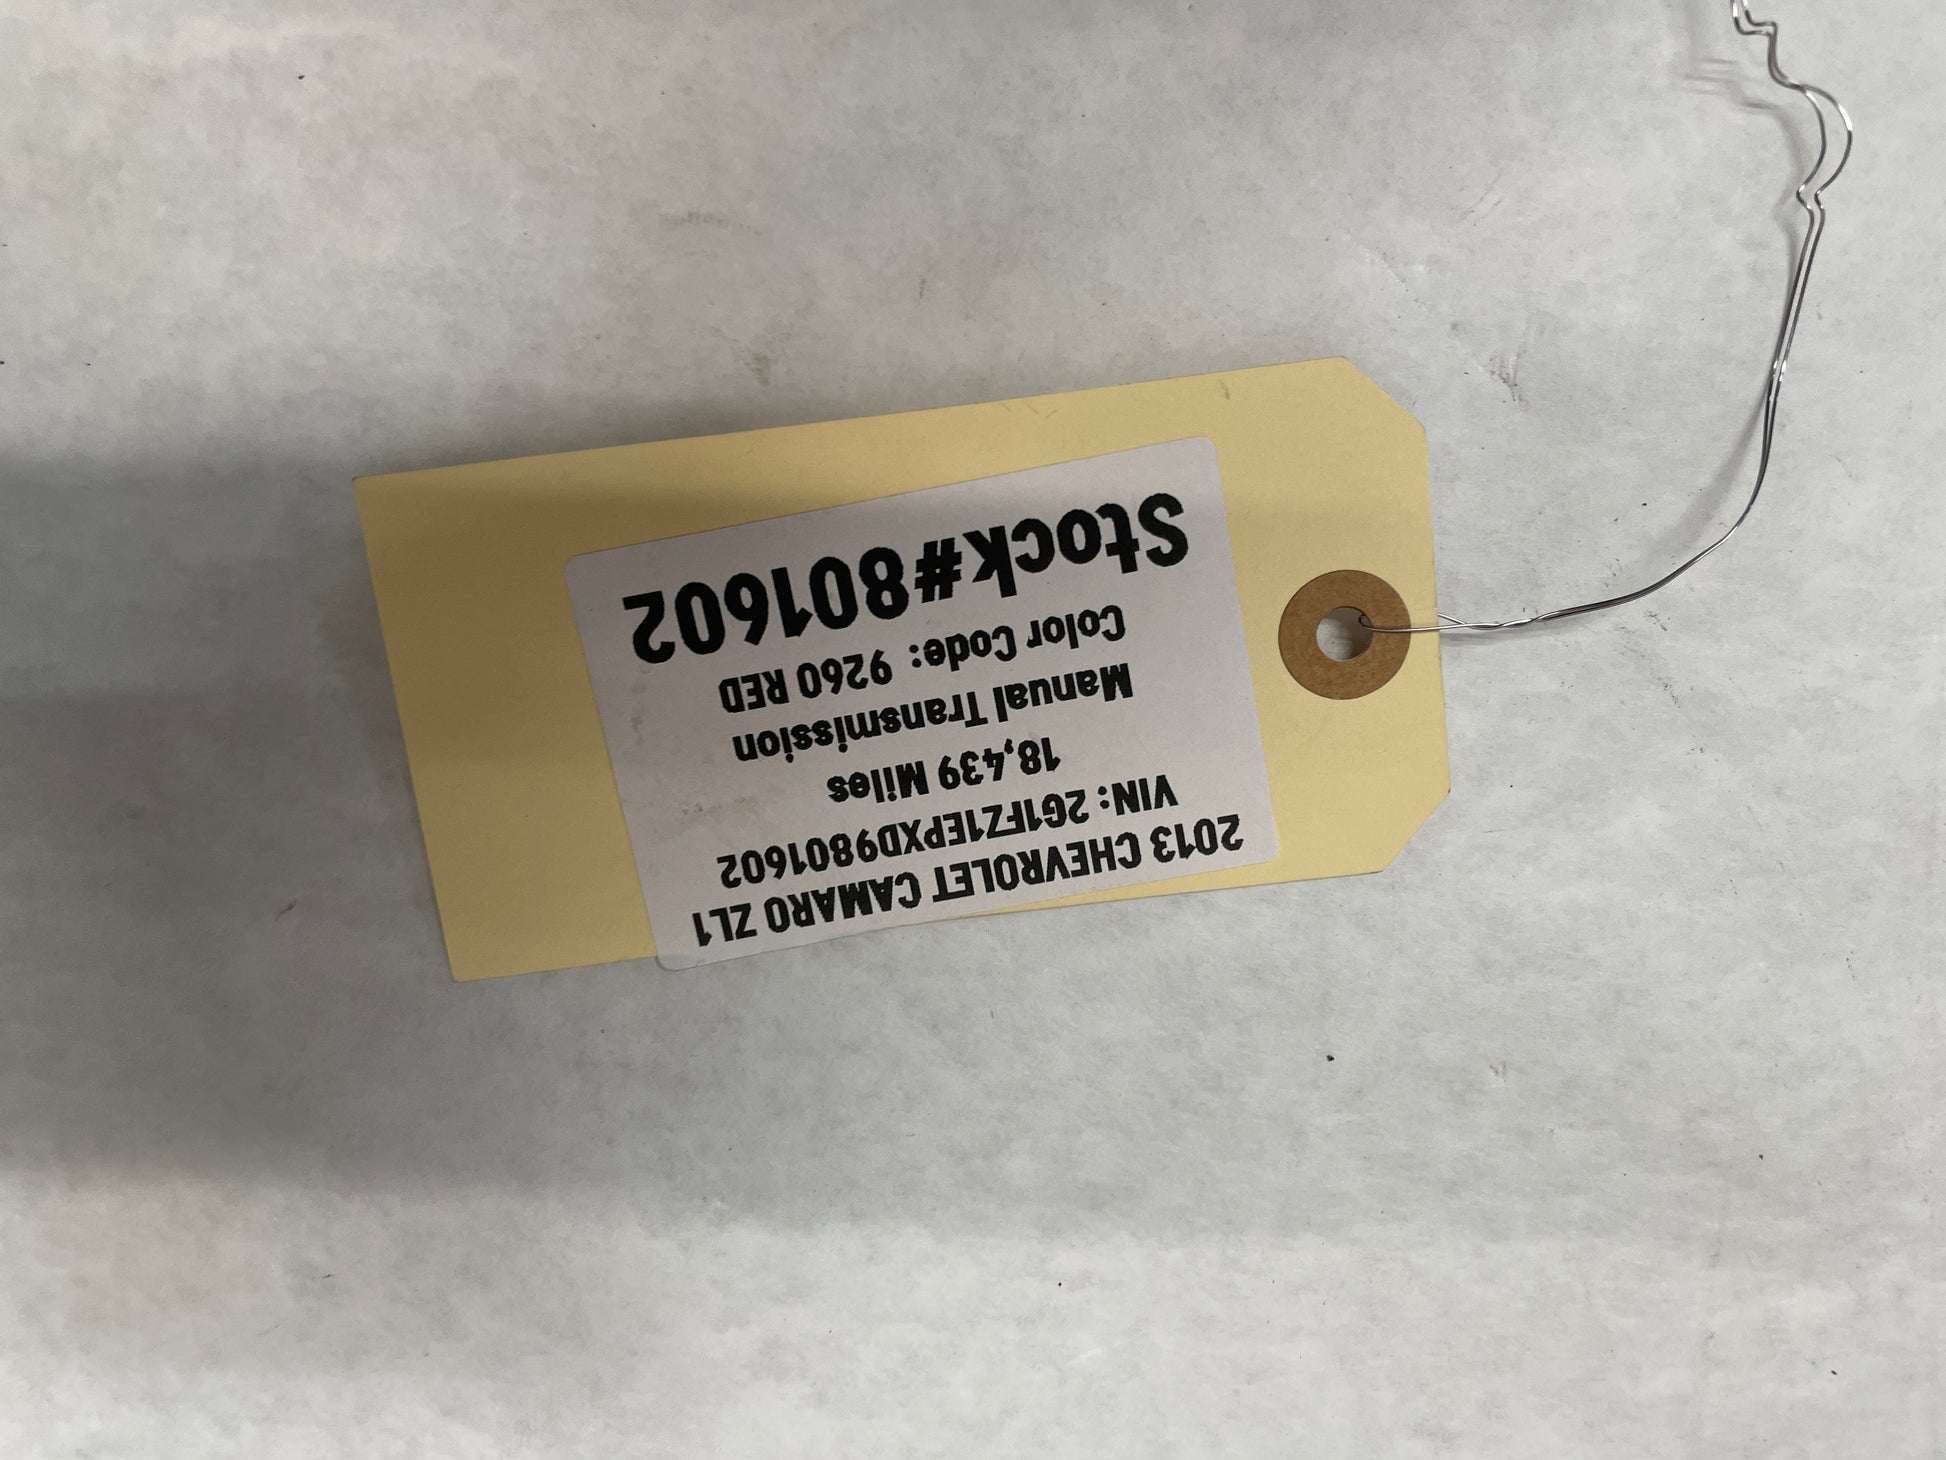 2013 CHEVROLET CAMARO ZL1
VIN: 2G1FZ1EPXD9801602
18,439 Miles
Manual Transmission
Color Code: 9260 RED
Stock#801602